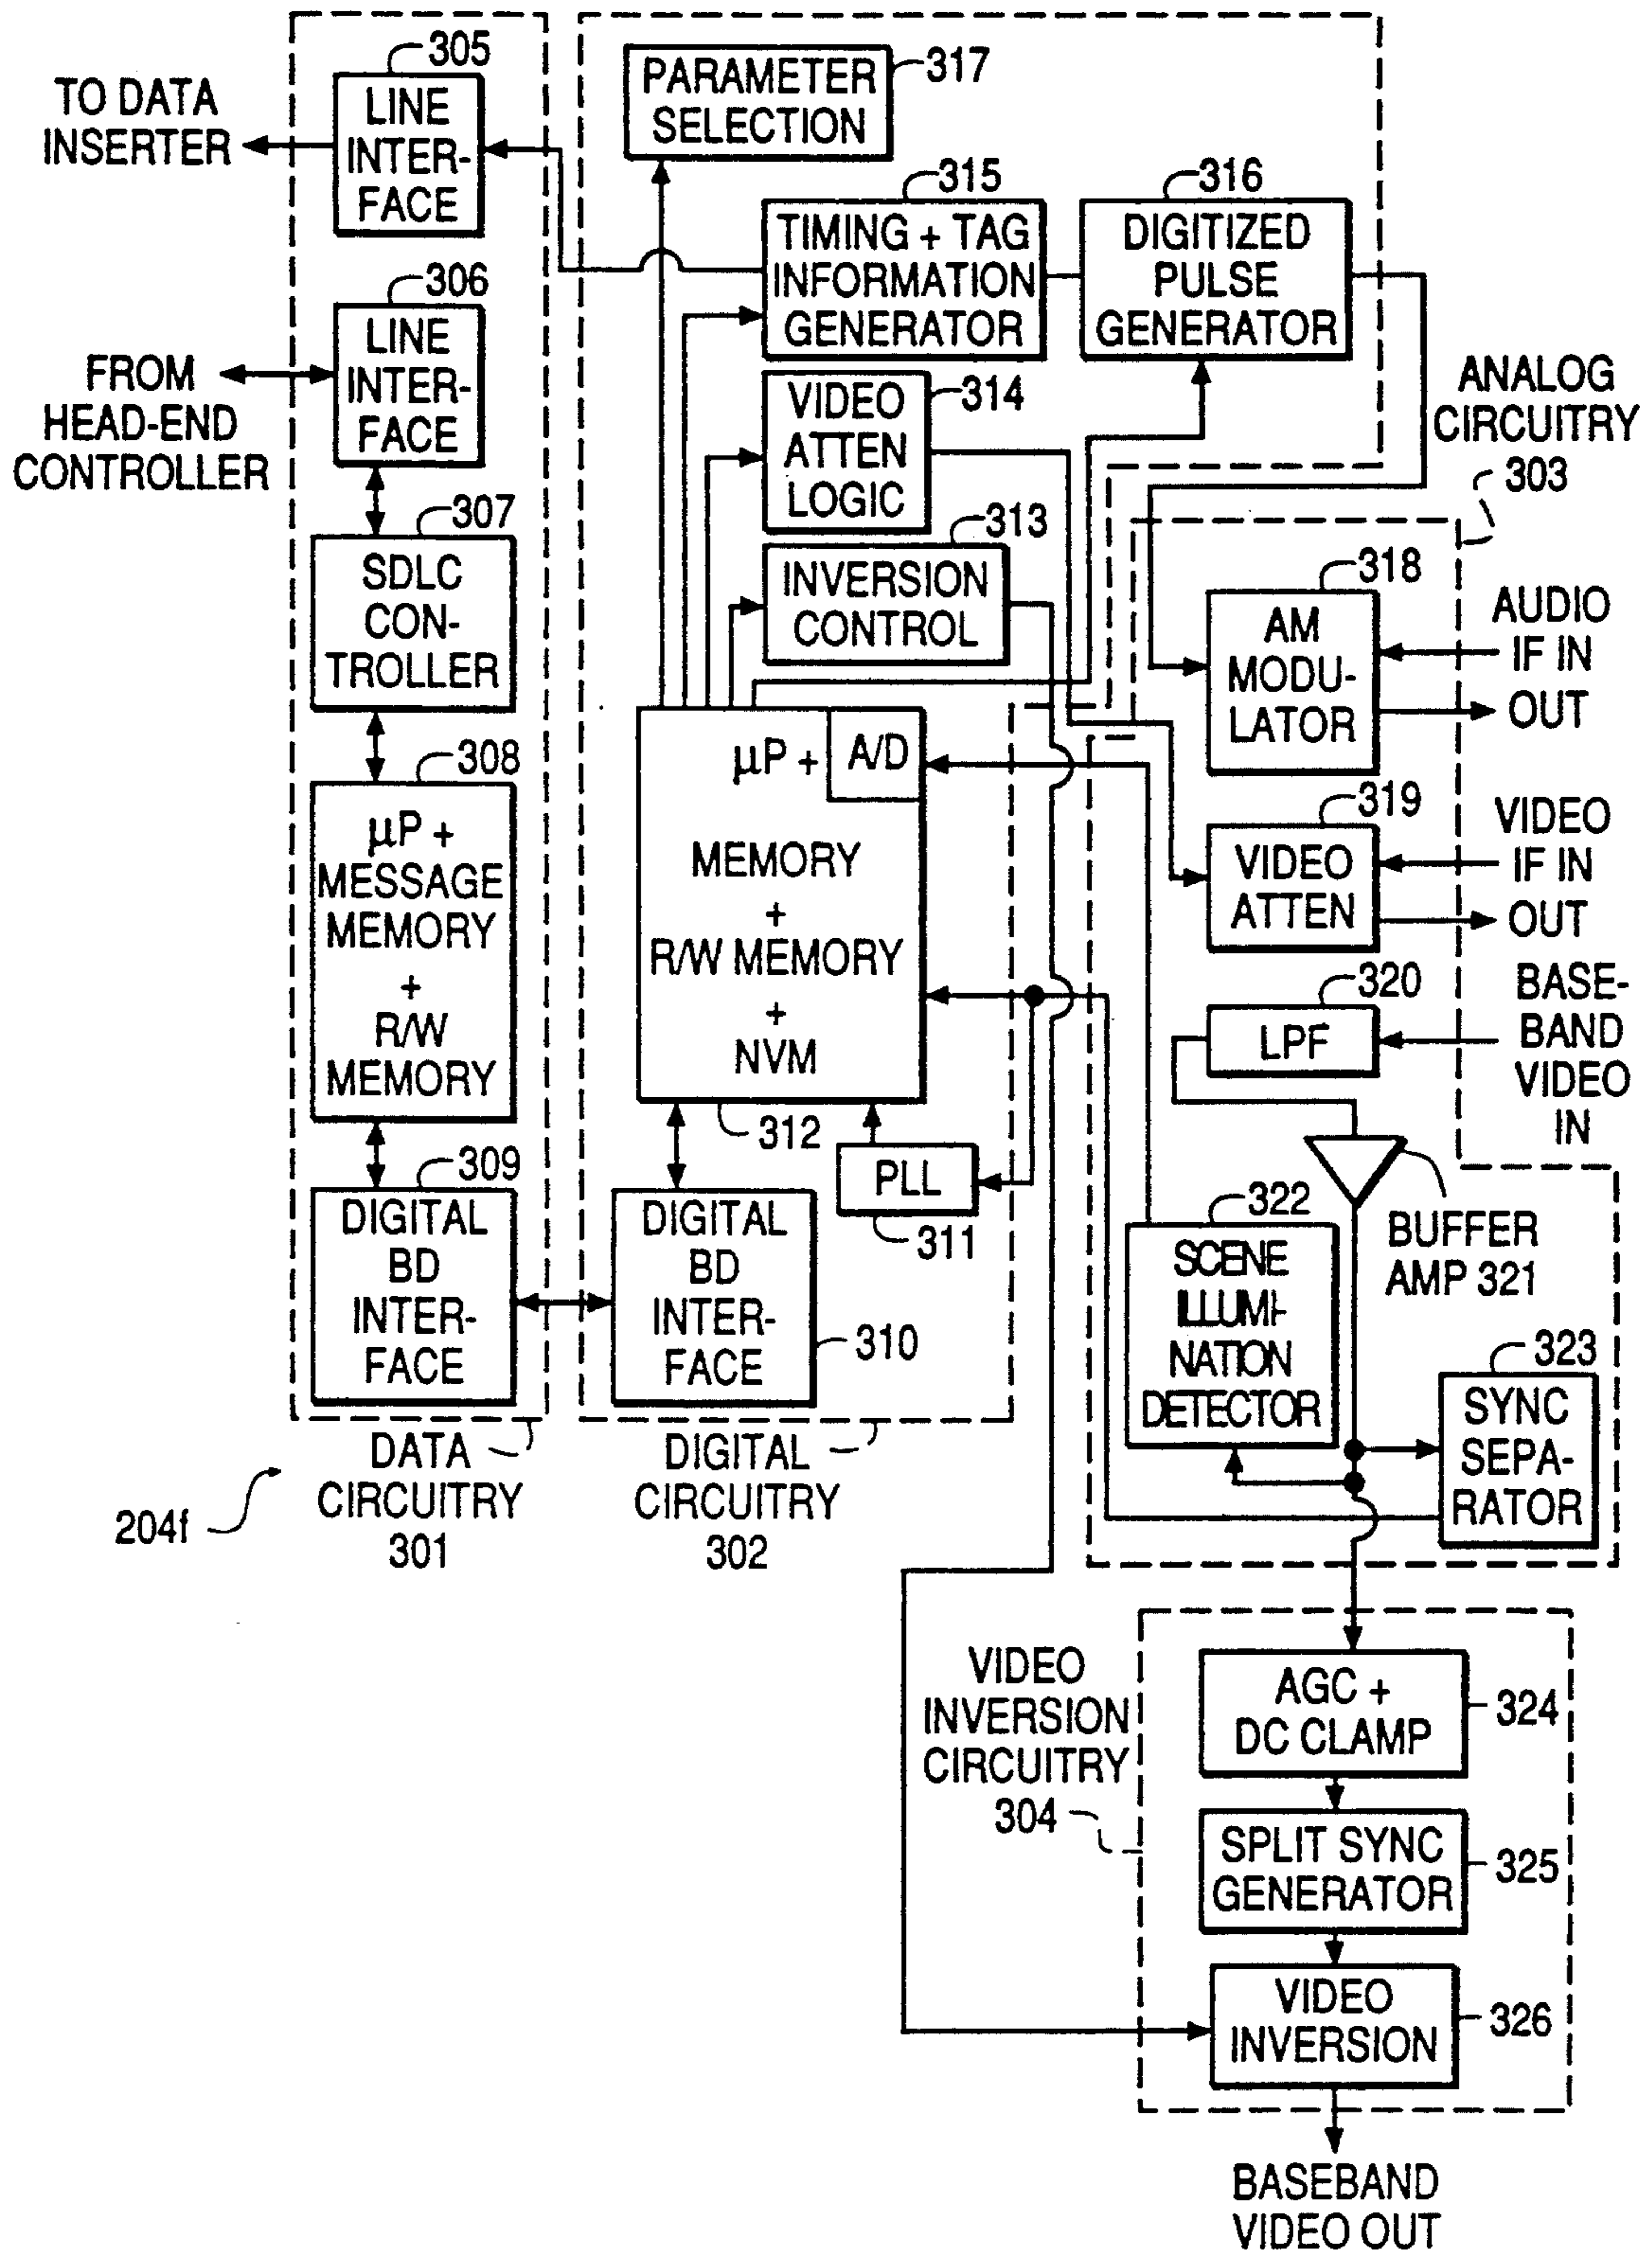 305
TO DATA
INSERTER
LINE
INTER-
FACE
306
FROM
HEAD-END
CONTROLLER
LINE
INTER-
FACE
307
SDLC
CON-
TROLLER
308
μP +
MESSAGE
MEMORY
+
R/W
MEMORY
309
DIGITAL
BD
INTER-
FACE
DATA
CIRCUITRY
301
204f
317
PARAMETER
SELECTION
315
TIMING + TAG
INFORMATION
GENERATOR
316
DIGITIZED
PULSE
GENERATOR
314
VIDEO
ATTEN
LOGIC
313
INVERSION
CONTROL
μP +
A/D
MEMORY
+
R/W MEMORY
+
NVM
312
PLL
311
DIGITAL
BD
INTER-
FACE
310
DIGITAL
CIRCUITRY
302
ANALOG
CIRCUITRY
303
318
AM
MODU-
LATOR
AUDIO
IF IN
OUT
319
VIDEO
ATTEN
VIDEO
IF IN
OUT
320
LPF
BASE-
BAND
VIDEO
IN
BUFFER
AMP 321
322
SCENE
ILLUMI-
NATION
DETECTOR
323
SYNC
SEPA-
RATOR
VIDEO
INVERSION
CIRCUITRY
304
AGC +
DC CLAMP
324
SPLIT SYNC
GENERATOR
325
VIDEO
INVERSION
326
BASEBAND
VIDEO OUT